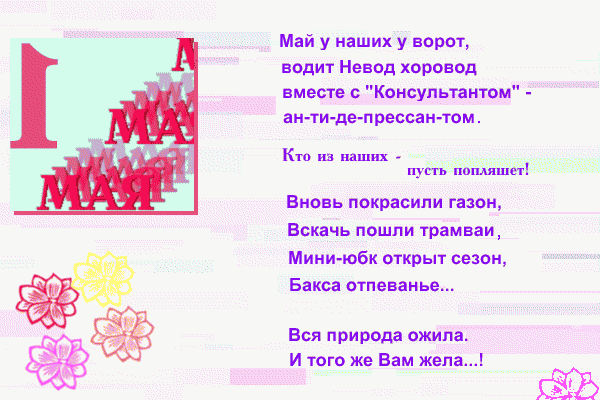 1
МАЯ
МАЯ
Май у наших у ворот,
водит Невод хоровод
вместе с "Консультантом" -
ан-ти-де-прессан-том.
Кто из наших -
пусть попляшет!
Вновь покрасили газон,
Вскачь пошли трамваи,
Мини-юбк открыт сезон,
Бакса отпеванье...
Вся природа ожила.
И того же Вам жела...!